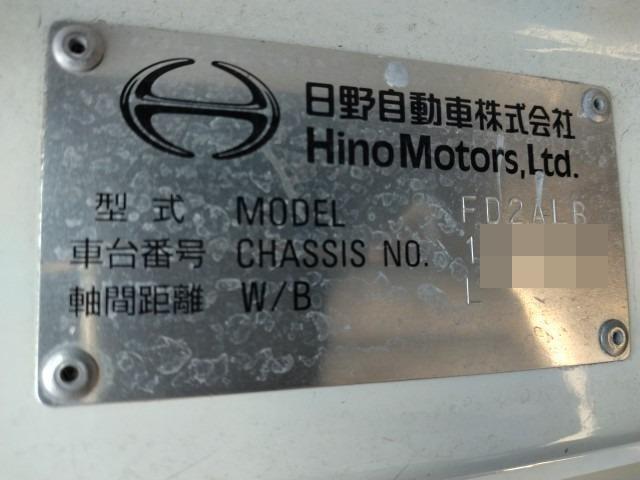 日野自動車株式会社
Hino Motors, Ltd.
型式 MODEL FD2ALB
車台番号 CHASSIS NO. 1
軸間距離 W/B L